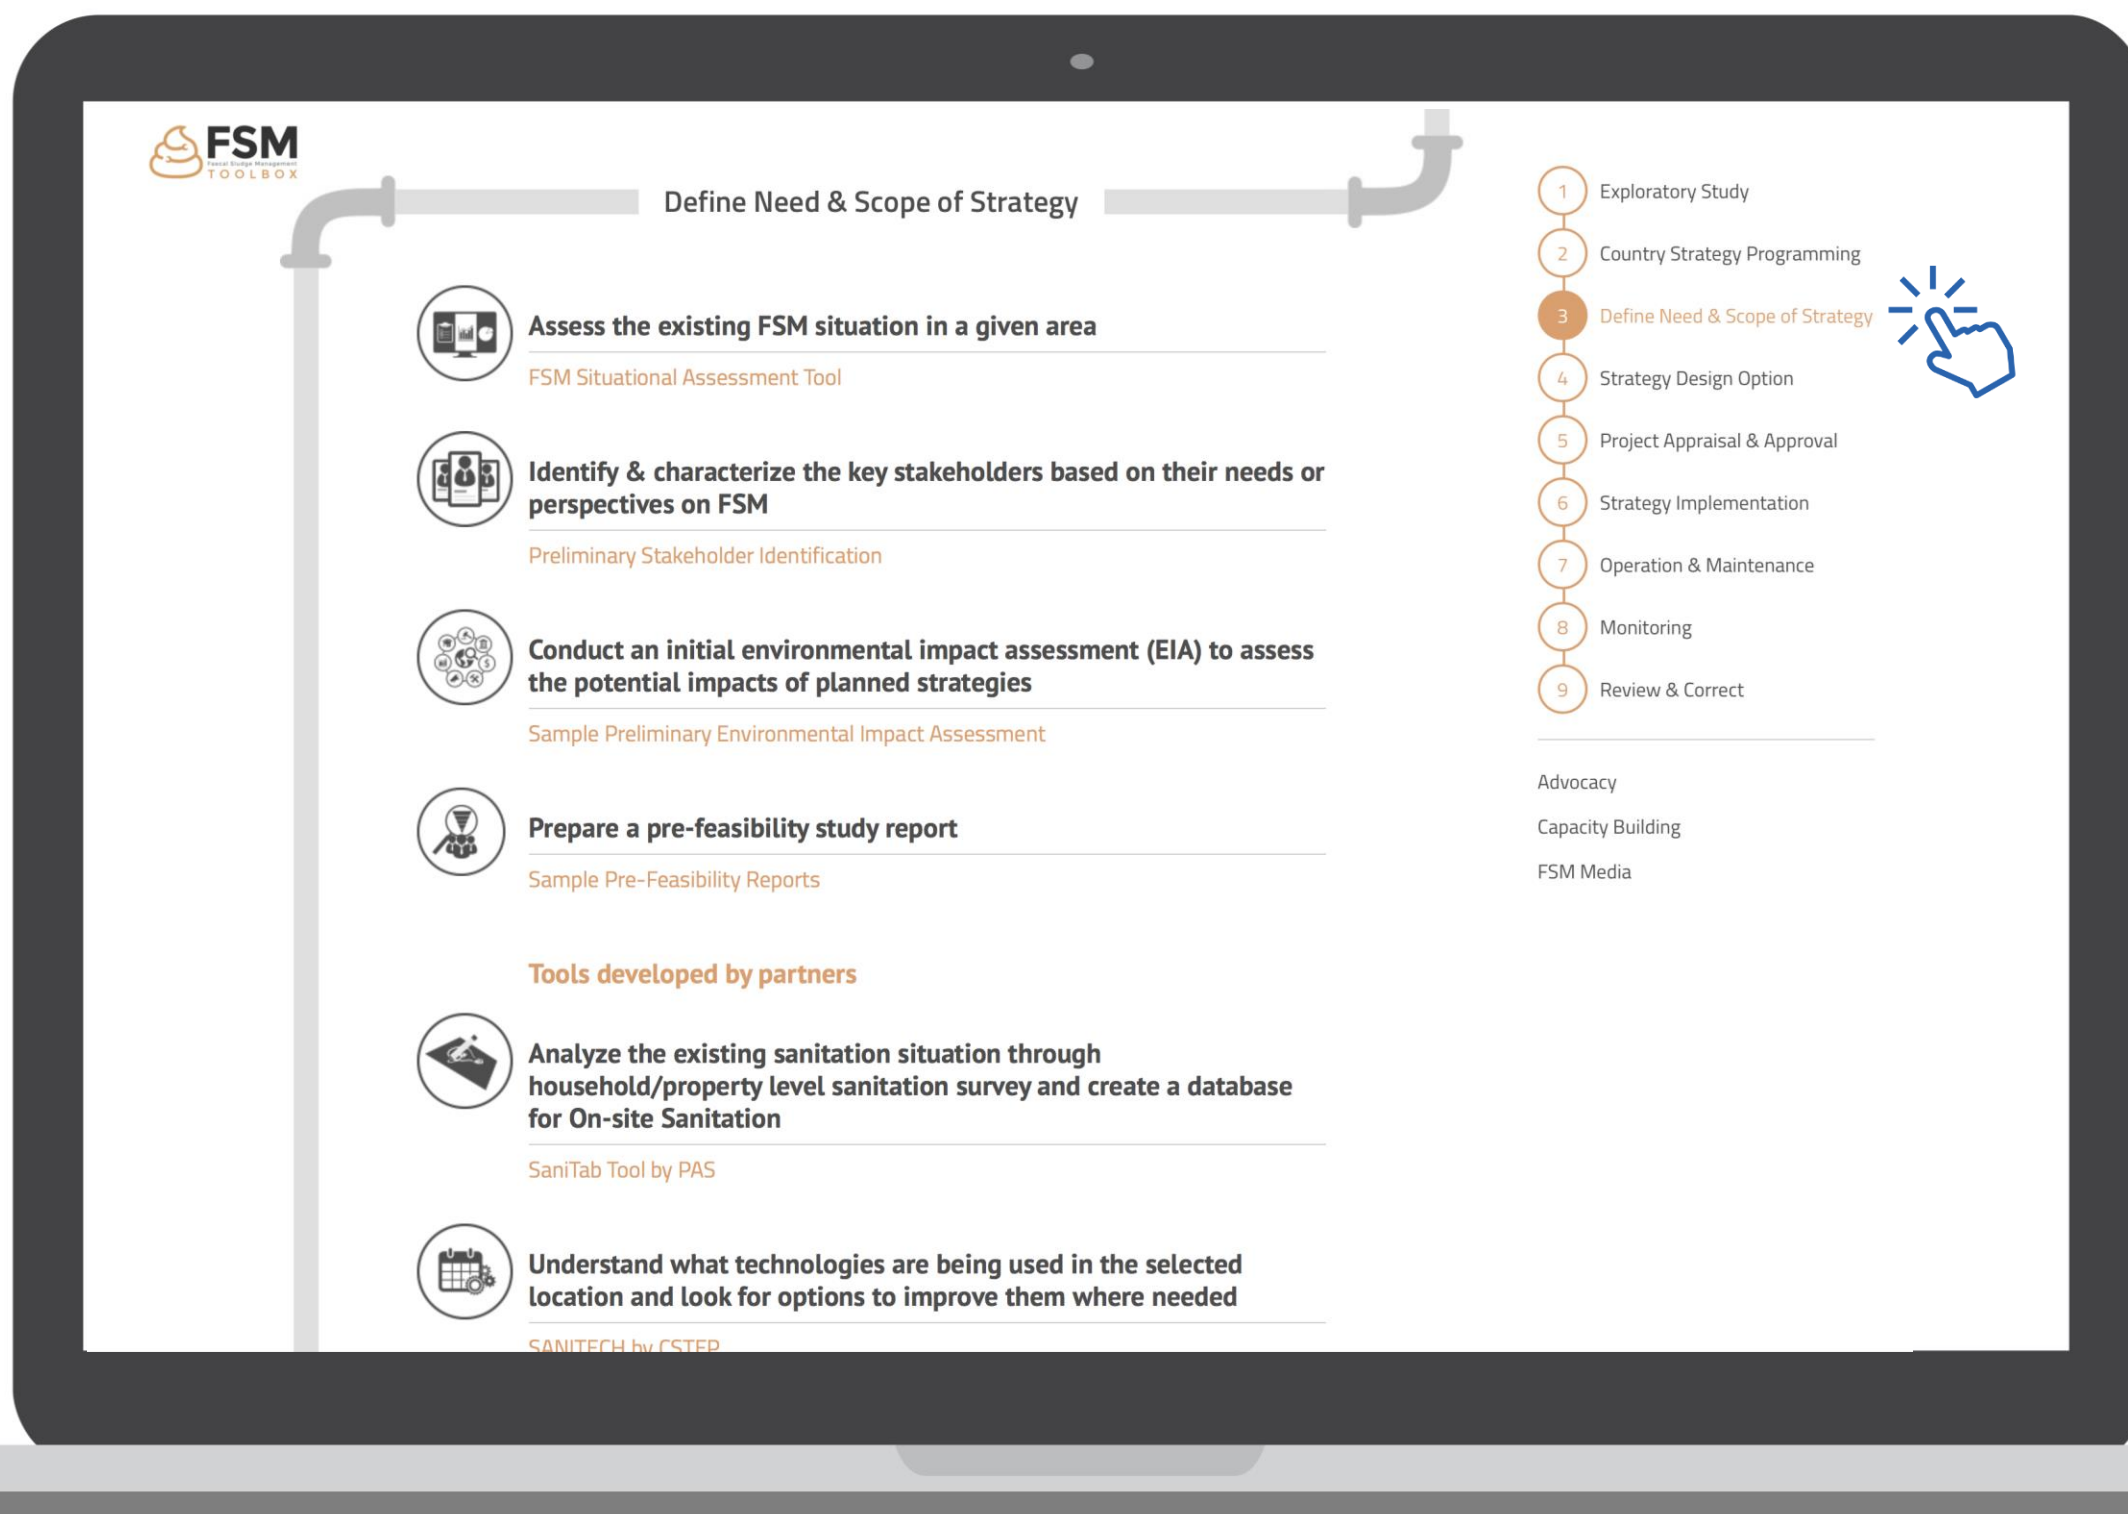 FSM
Faecal Sludge Management
TOOLBOX
Define Need & Scope of Strategy
Assess the existing FSM situation in a given area
FSM Situational Assessment Tool
Identify & characterize the key stakeholders based on their needs or
perspectives on FSM
Preliminary Stakeholder Identification
Conduct an initial environmental impact assessment (EIA) to assess
the potential impacts of planned strategies
Sample Preliminary Environmental Impact Assessment
Prepare a pre-feasibility study report
Sample Pre-Feasibility Reports
Tools developed by partners
Analyze the existing sanitation situation through
household/property level sanitation survey and create a database
for On-site Sanitation
SaniTab Tool by PAS
Understand what technologies are being used in the selected
location and look for options to improve them where needed
SANITECH by CSTEP
1 Exploratory Study
2 Country Strategy Programming
3 Define Need & Scope of Strategy
4 Strategy Design Option
5 Project Appraisal & Approval
6 Strategy Implementation
7 Operation & Maintenance
8 Monitoring
9 Review & Correct
Advocacy
Capacity Building
FSM Media